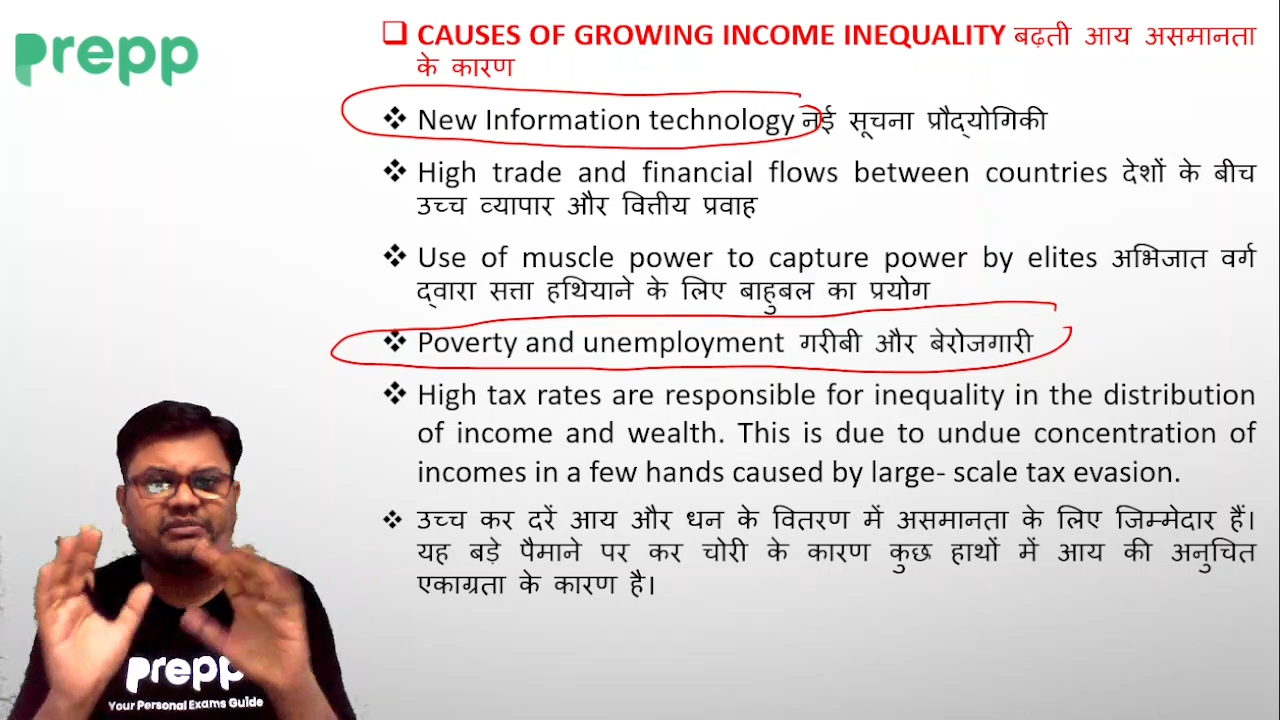 prepp
CAUSES OF GROWING INCOME INEQUALITY बढ़ती आय असमानता
के कारण
New Information technology नई सूचना प्रौद्योगिकी
High trade and financial flows between countries देशों के बीच
उच्च व्यापार और वित्तीय प्रवाह
Use of muscle power to capture power by elites अभिजात वर्ग
द्वारा सत्ता हथियाने के लिए बाहुबल का प्रयोग
Poverty and unemployment गरीबी और बेरोजगारी
High tax rates are responsible for inequality in the distribution
of income and wealth. This is due to undue concentration of
incomes in a few hands caused by large- scale tax evasion.
उच्च कर दरें आय और धन के वितरण में असमानता के लिए जिम्मेदार हैं।
यह बड़े पैमाने पर कर चोरी के कारण कुछ हाथों में आय की अनुचित
एकाग्रता के कारण है।
prepp
Your Personal Exams Guide